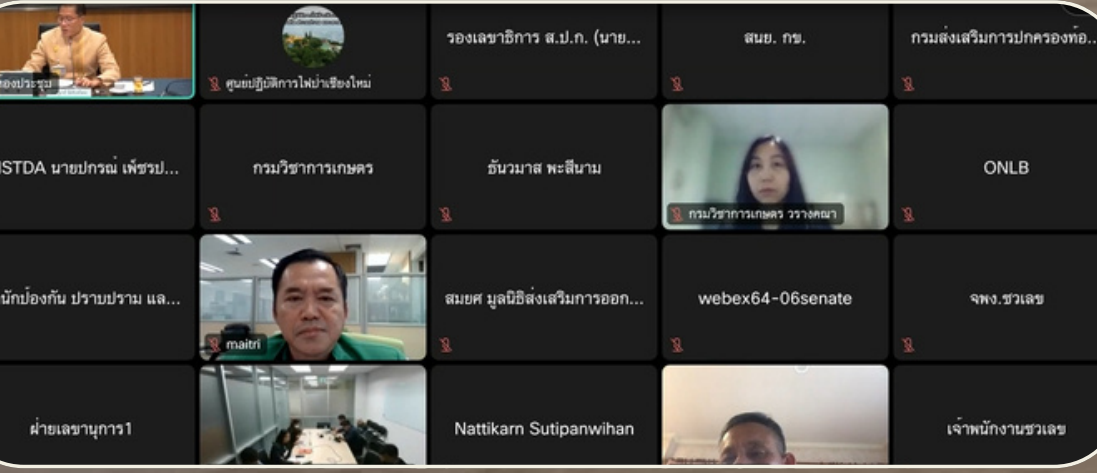 รองเลขาธิการ ส.ป.ก. (นาย...
สนย. กข.
กรมส่งเสริมการปกครองท้อ...
ห้องประชุม
ศูนย์ปฏิบัติการไฟป่าเชียงใหม่
ISTDA นายปกรณ์ เพ็ชรป...
กรมวิชาการเกษตร
ธันวมาส พะสีนาม
ONLB
กรมวิชาการเกษตร วรางคณา
นักป้องกัน ปราบปราม แล...
สมยศ มูลนิธิส่งเสริมการออก...
webex64-06senate
จพง.ชวเลข
maitri
ฝ่ายเลขานุการ1
Nattikarn Sutipanwihan
เจ้าพนักงานชวเลข